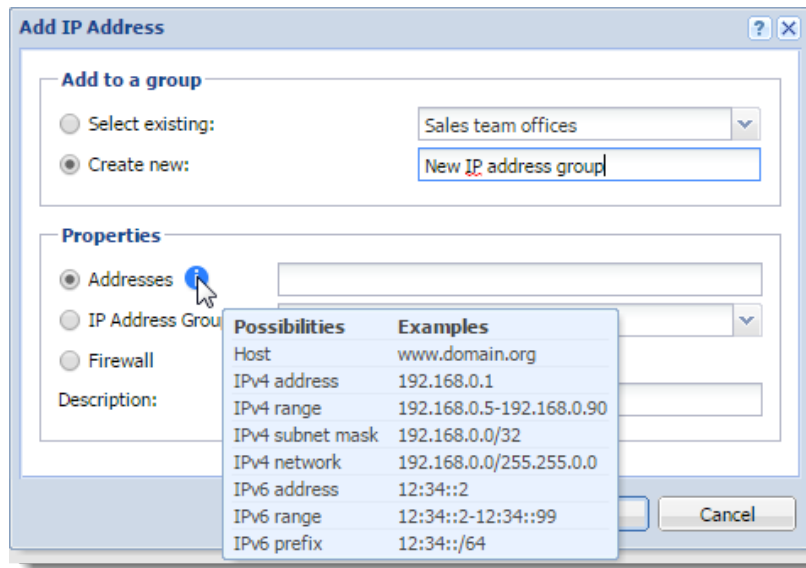 Add IP Address
?
Add to a group
Select existing: Sales team offices
Create new: New IP address group
Properties
Addresses i
IP Address Grou
Firewall
Description:
Possibilities Examples
Host www.domain.org
IPv4 address 192.168.0.1
IPv4 range 192.168.0.5-192.168.0.90
IPv4 subnet mask 192.168.0.0/32
IPv4 network 192.168.0.0/255.255.0.0
IPv6 address 12:34::2
IPv6 range 12:34::2-12:34::99
IPv6 prefix 12:34::/64
Cancel